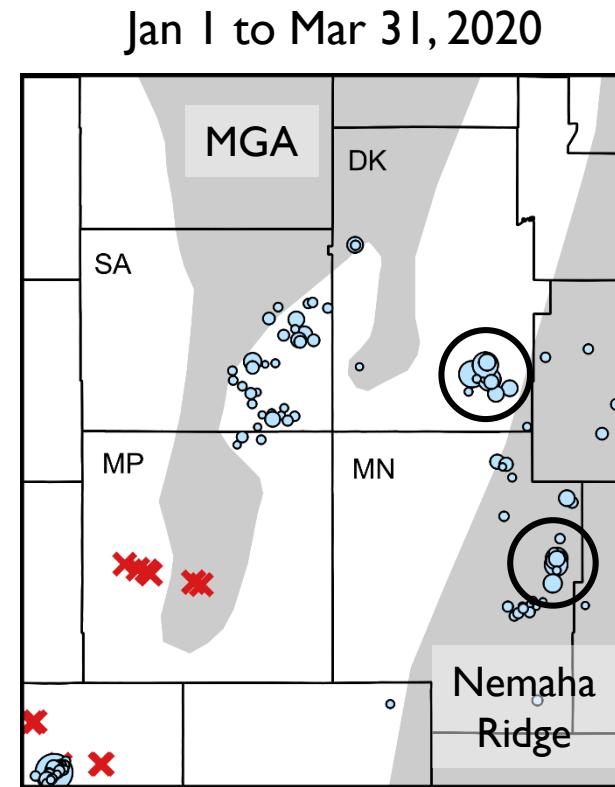 Jan 1 to Mar 31, 2020
MGA
DK
SA
MP
MN
Nemaha
Ridge